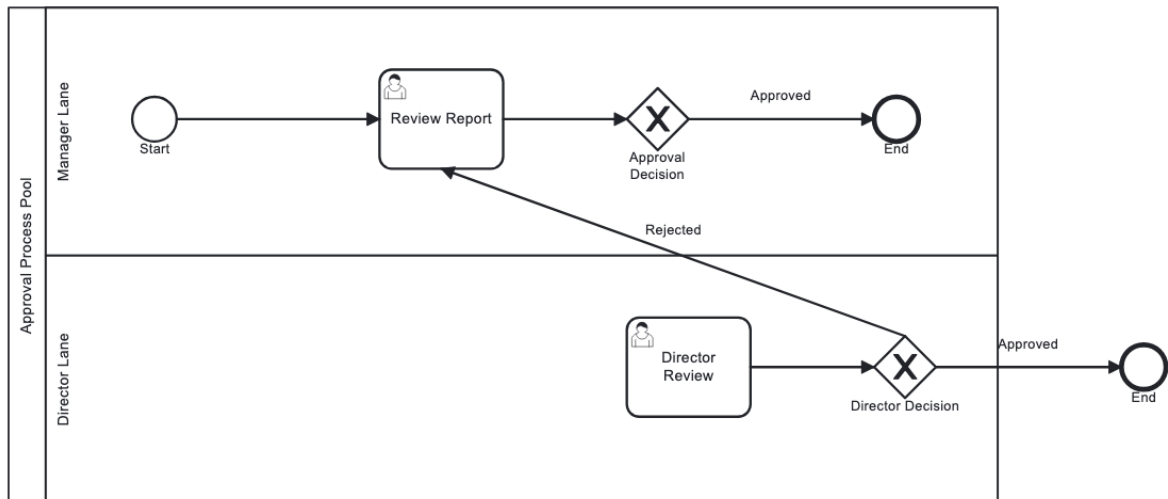 Approval Process Pool
Manager Lane
Start
Review Report
Approval
Decision
Approved
End
Rejected
Director Lane
Director
Review
Director Decision
Approved
End